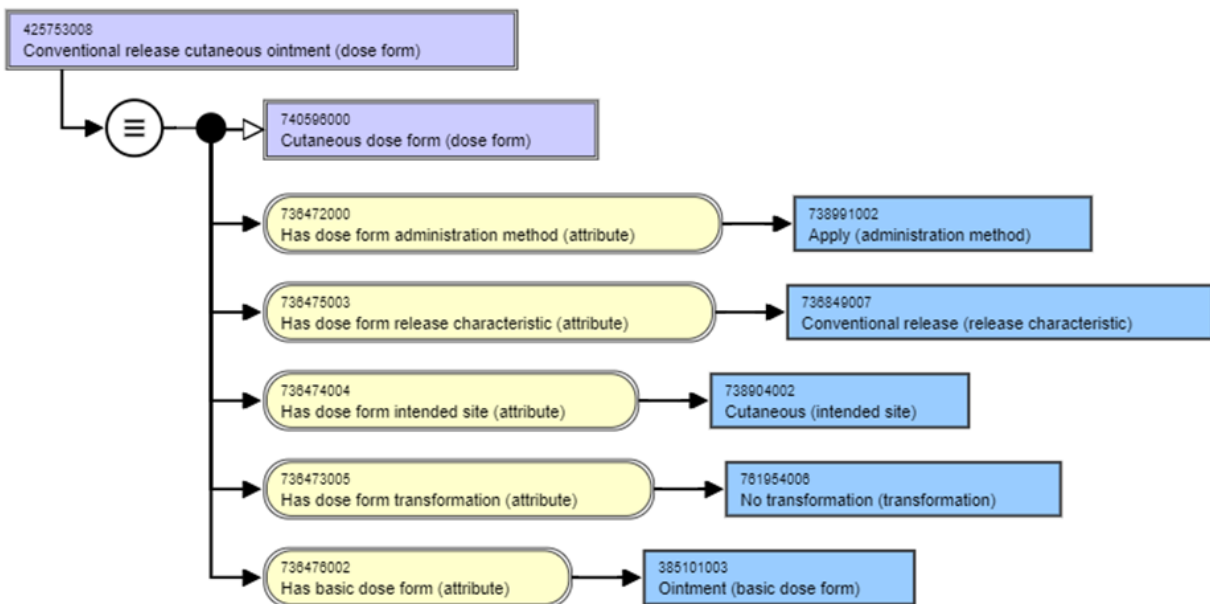 425753008
Conventional release cutaneous ointment (dose form)
740596000
Cutaneous dose form (dose form)
736472000
Has dose form administration method (attribute)
738991002
Apply (administration method)
736475003
Has dose form release characteristic (attribute)
736849007
Conventional release (release characteristic)
736474004
Has dose form intended site (attribute)
738904002
Cutaneous (intended site)
736473005
Has dose form transformation (attribute)
761954006
No transformation (transformation)
736476002
Has basic dose form (attribute)
385101003
Ointment (basic dose form)